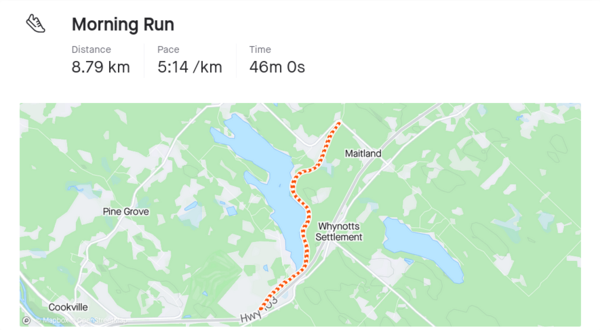 Morning Run
Distance Pace Time
8.79 km 5:14 /km 46m 0s
Maitland
Pine Grove
Whynotts
Settlement
Cookville
Hwy 103